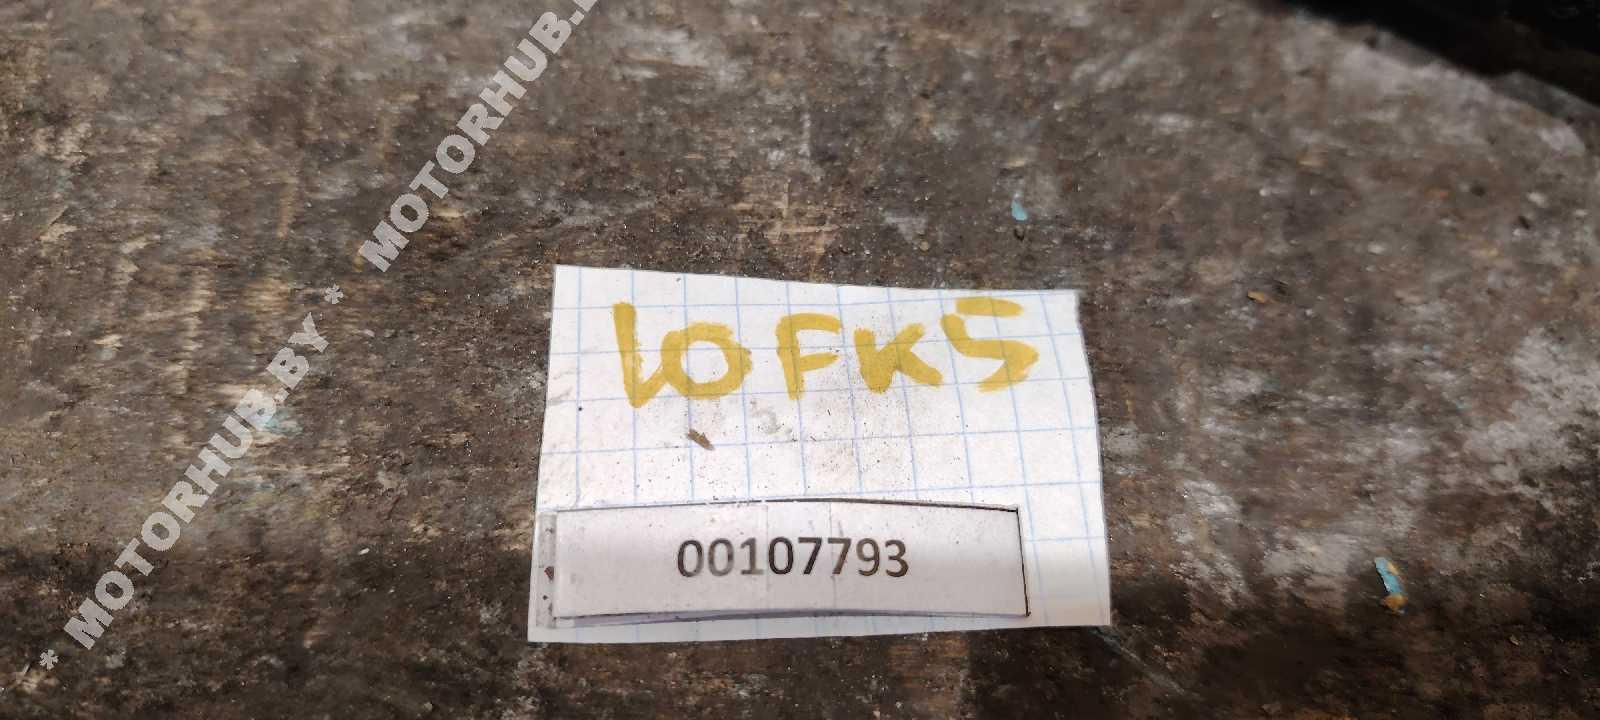 * MOTORHUB.BY * MOTORHUB.B
10FK5
00107793